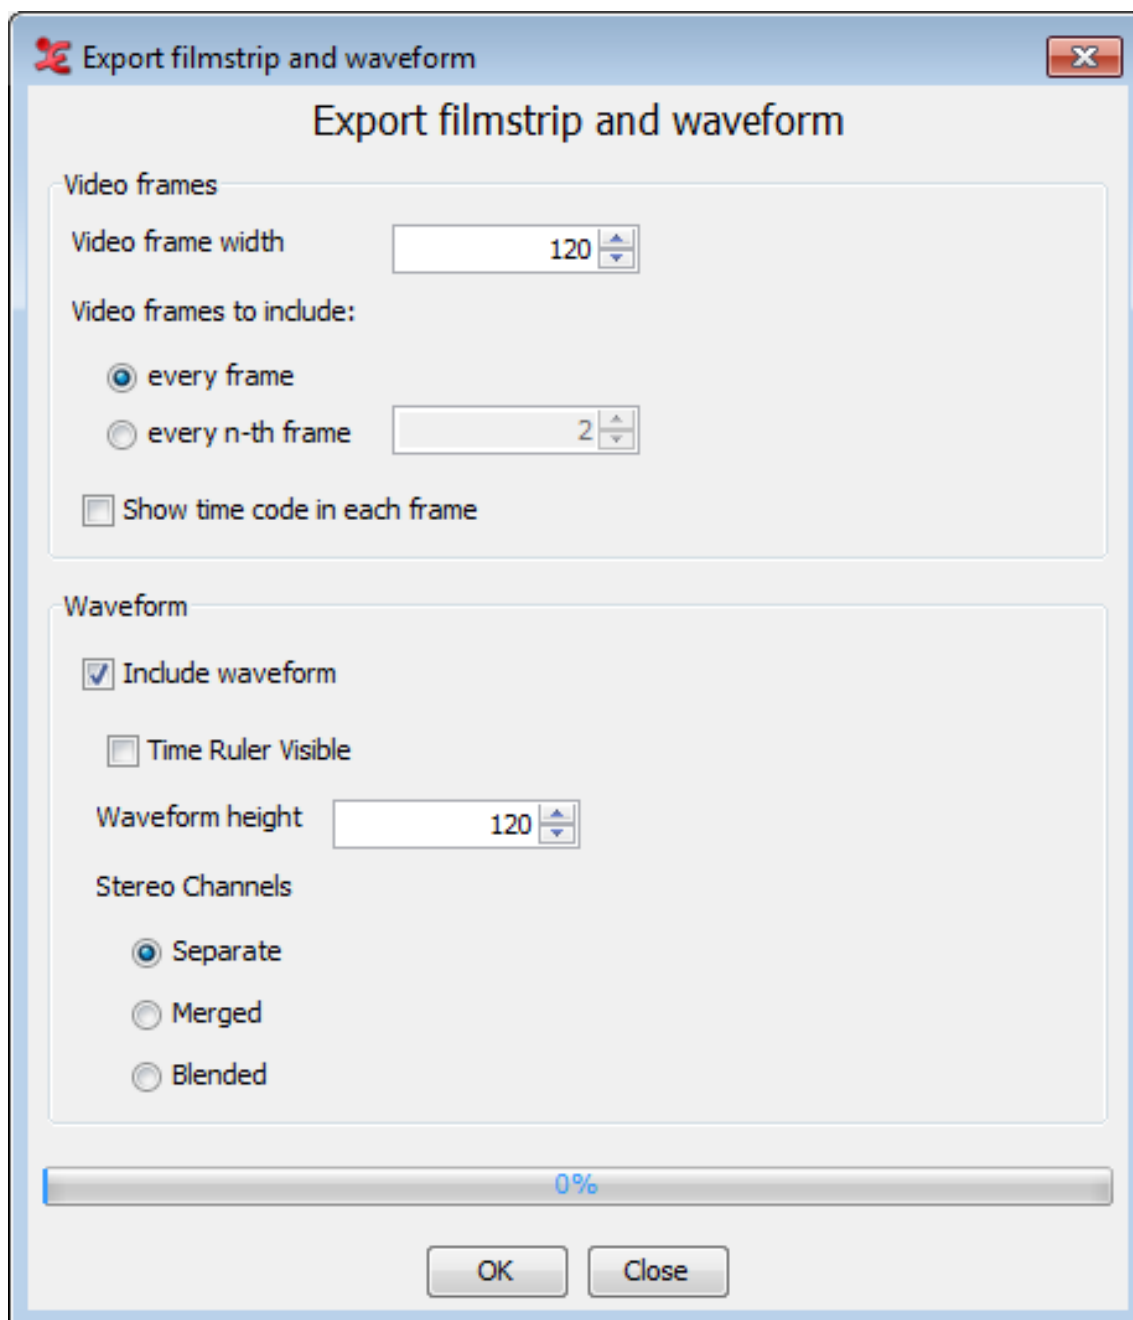 Export filmstrip and waveform
Export filmstrip and waveform
Video frames
Video frame width 120
Video frames to include:
every frame
every n-th frame 2
Show time code in each frame
Waveform
Include waveform
Time Ruler Visible
Waveform height 120
Stereo Channels
Separate
Merged
Blended
0%
OK Close